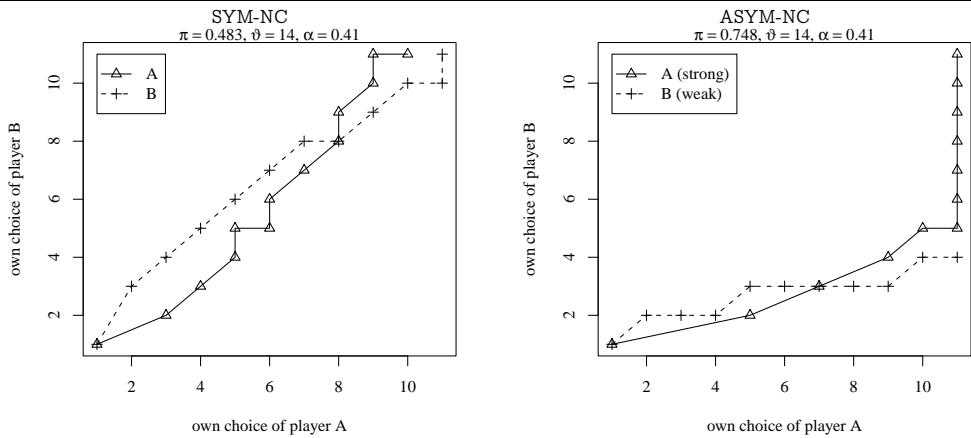 SYM-NC
π = 0.483, ϑ = 14, α = 0.41
A
B
10
8
6
4
2
own choice of player B
2 4 6 8 10
own choice of player A
ASYM-NC
π = 0.748, ϑ = 14, α = 0.41
A (strong)
B (weak)
10
8
6
4
2
own choice of player B
2 4 6 8 10
own choice of player A